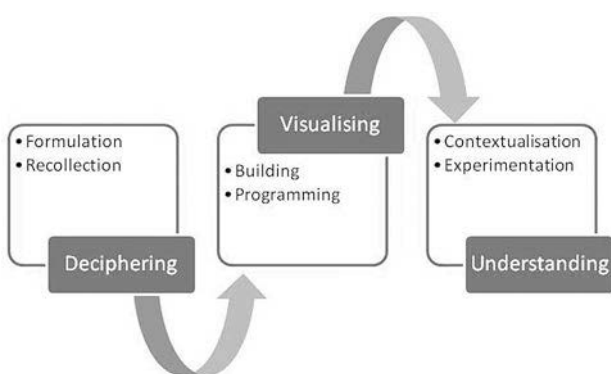 • Formulation
• Recollection
Deciphering
Visualising
• Building
• Programming
• Contextualisation
• Experimentation
Understanding